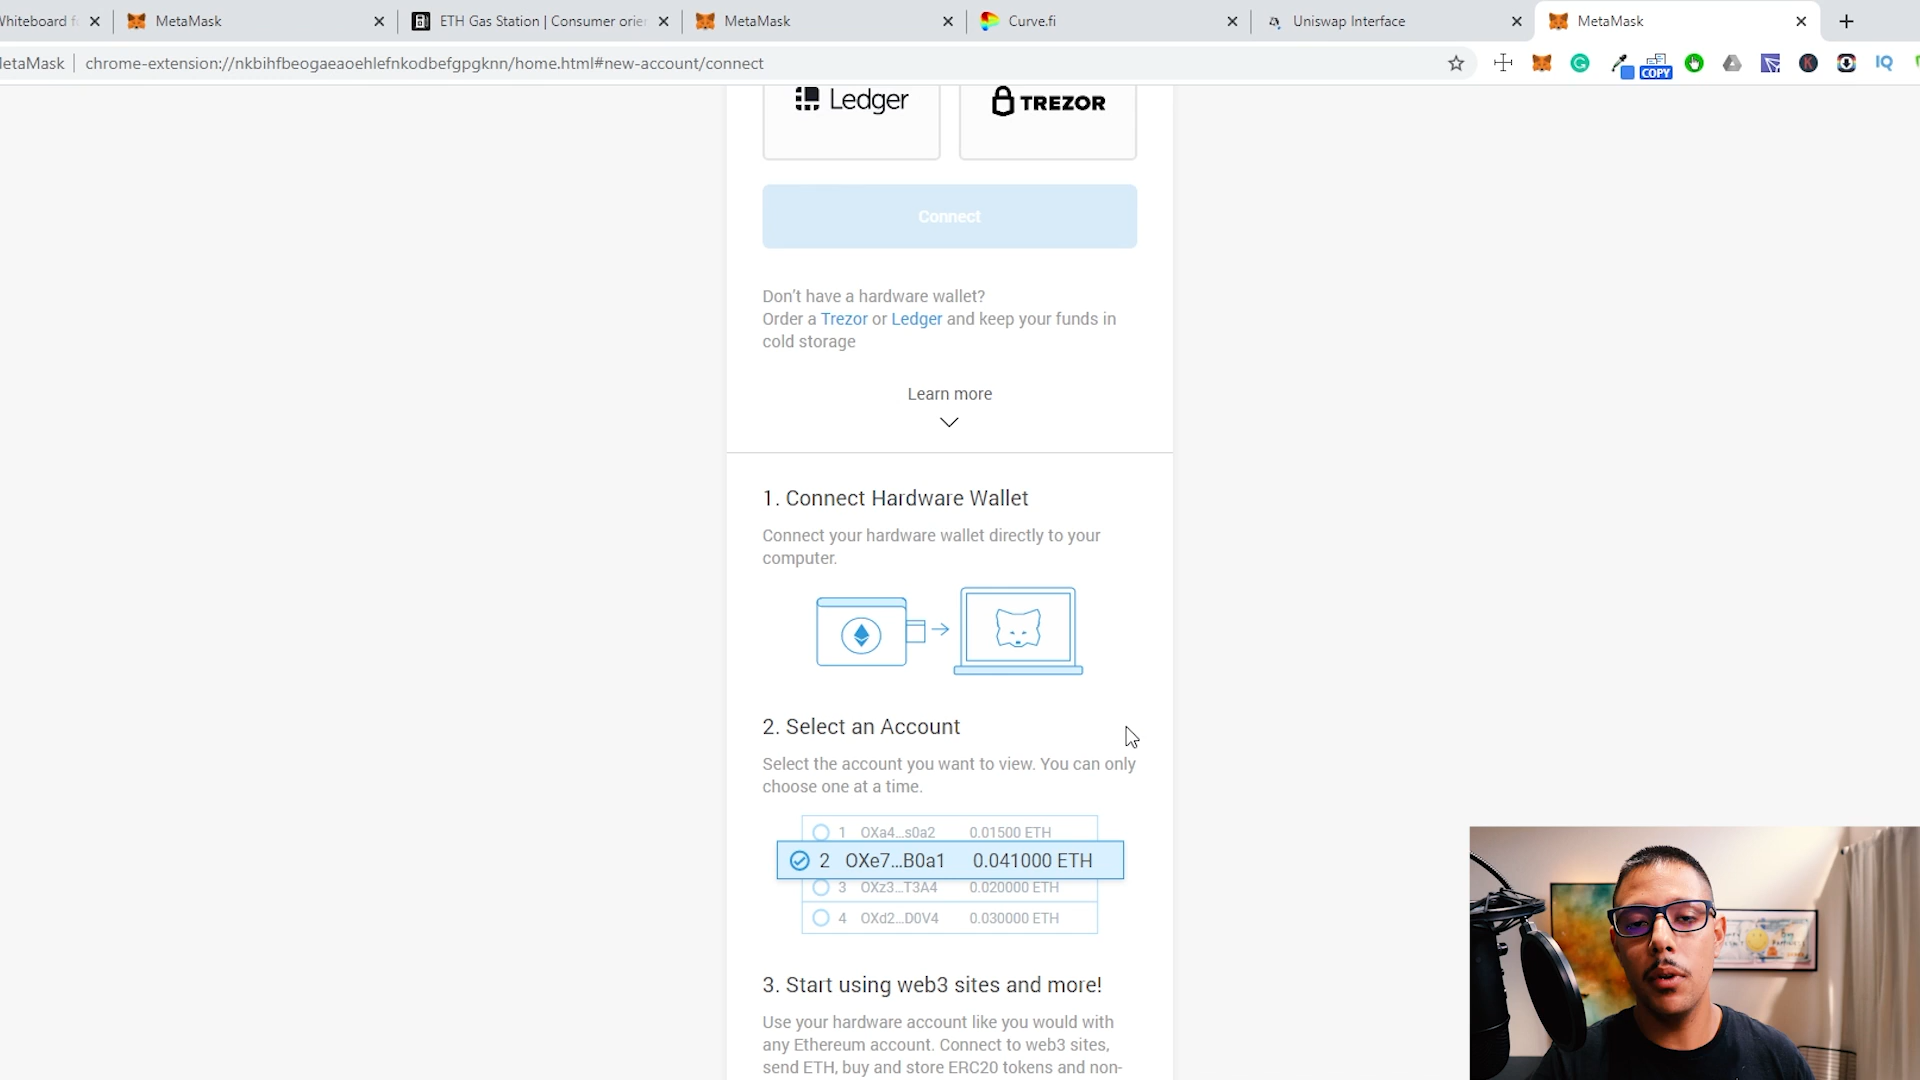 Whiteboard f
MetaMask
ETH Gas Station | Consumer orie
MetaMask
Curve.fi
Uniswap Interface
MetaMask
etaMask
chrome-extension://nkbihfbeogaeaoehlefnkodbefgpgknn/home.html#new-account/connect
COPY
K
IQ
Ledger
TREZOR
Connect
Don't have a hardware wallet?
Order a Trezor or Ledger and keep your funds in
cold storage
Learn more
1. Connect Hardware Wallet
Connect your hardware wallet directly to your
computer.
2. Select an Account
Select the account you want to view. You can only
choose one at a time.
1 0Xa4...s0a2 0.01500 ETH
2 0Xe7...B0a1 0.041000 ETH
3 0Xz3...T3A4 0.020000 ETH
4 0Xd2...D0V4 0.030000 ETH
3. Start using web3 sites and more!
Use your hardware account like you would with
any Ethereum account. Connect to web3 sites,
send ETH, buy and store ERC20 tokens and non-